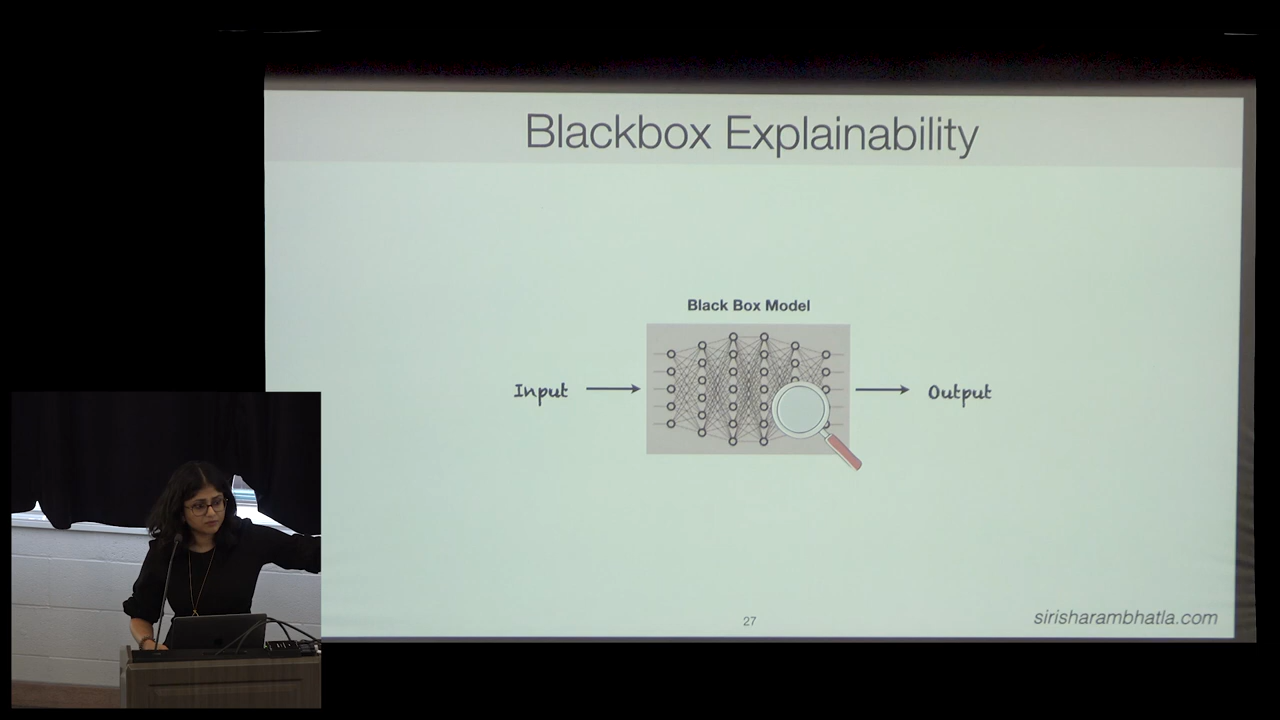 Blackbox Explainability
Black Box Model
Input
Output
27
sirisharambhatla.com